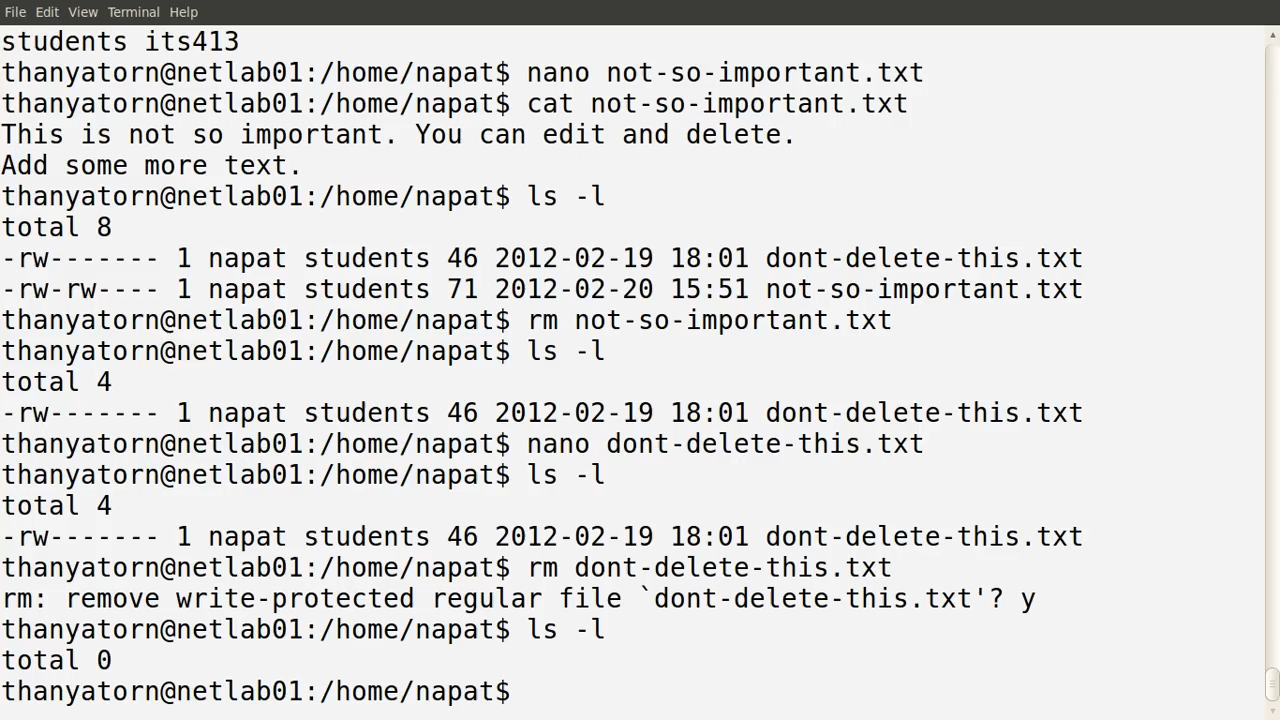 File Edit View Terminal Help
students its413
thanyatorn@netlab01:/home/napat$ nano not-so-important.txt
thanyatorn@netlab01:/home/napat$ cat not-so-important.txt
This is not so important. You can edit and delete.
Add some more text.
thanyatorn@netlab01:/home/napat$ ls -l
total 8
-rw------- 1 napat students 46 2012-02-19 18:01 dont-delete-this.txt
-rw-rw---- 1 napat students 71 2012-02-20 15:51 not-so-important.txt
thanyatorn@netlab01:/home/napat$ rm not-so-important.txt
thanyatorn@netlab01:/home/napat$ ls -l
total 4
-rw------- 1 napat students 46 2012-02-19 18:01 dont-delete-this.txt
thanyatorn@netlab01:/home/napat$ nano dont-delete-this.txt
thanyatorn@netlab01:/home/napat$ ls -l
total 4
-rw------- 1 napat students 46 2012-02-19 18:01 dont-delete-this.txt
thanyatorn@netlab01:/home/napat$ rm dont-delete-this.txt
rm: remove write-protected regular file `dont-delete-this.txt'? y
thanyatorn@netlab01:/home/napat$ ls -l
total 0
thanyatorn@netlab01:/home/napat$